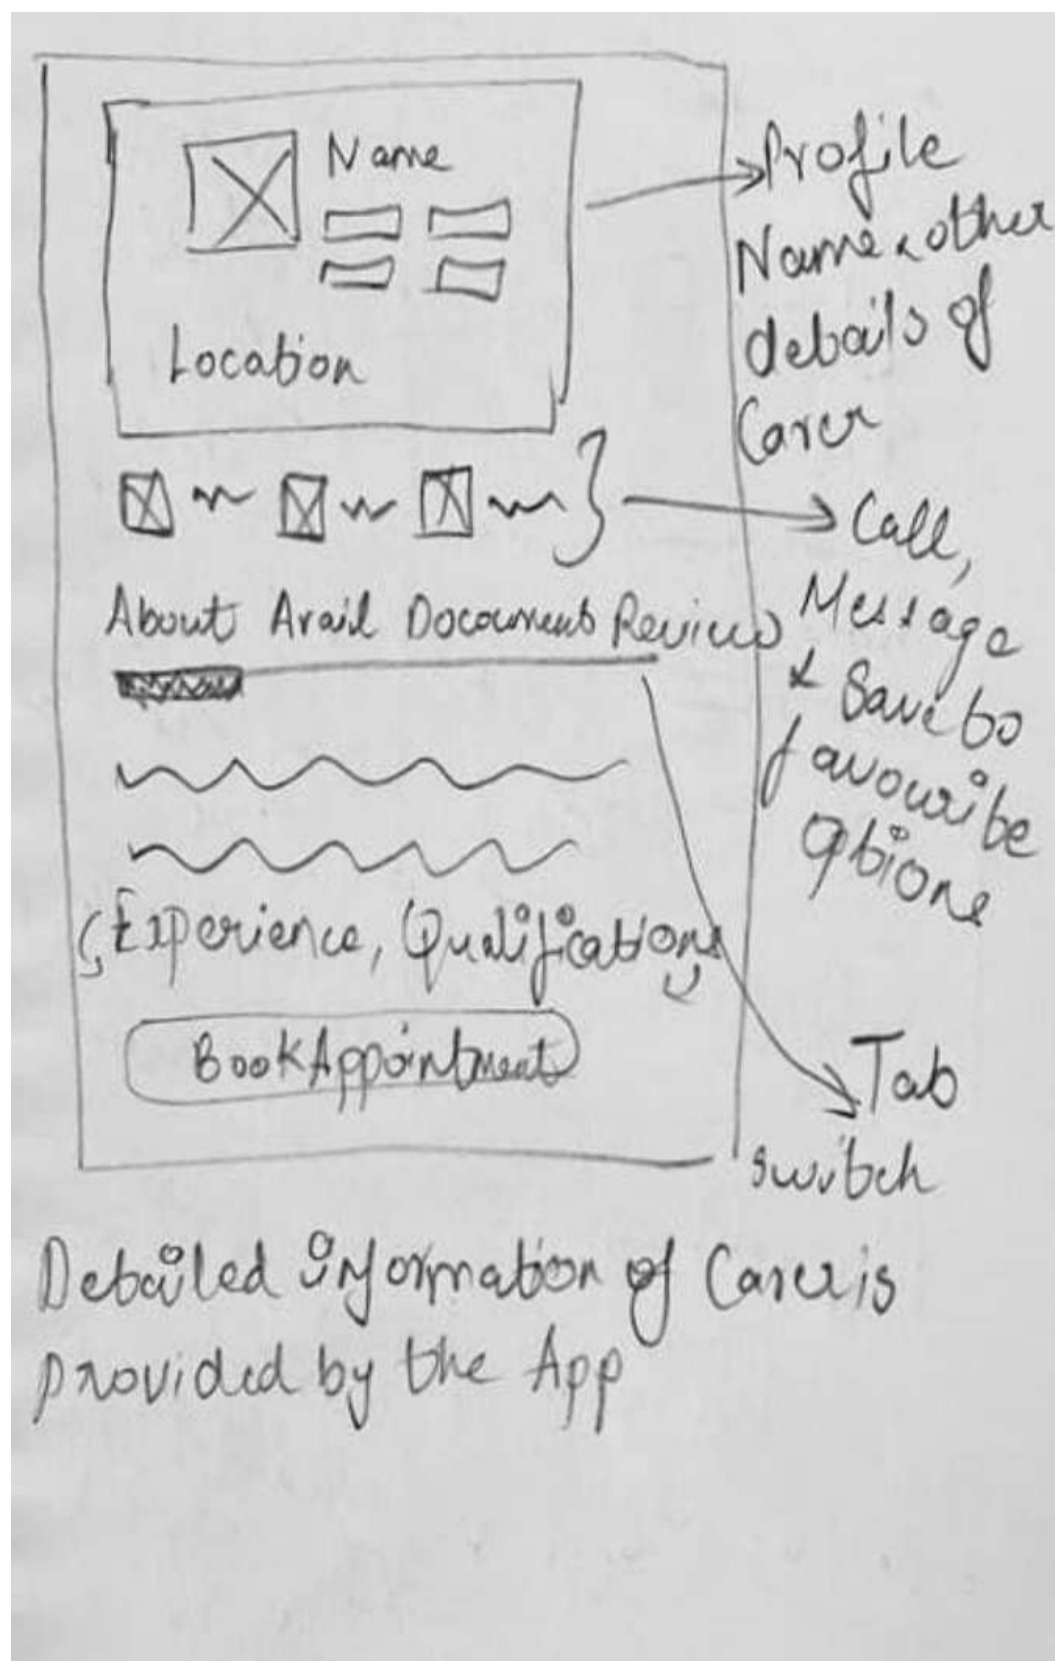 Name
Location
About Avail Documents Reviews
Experience, Qualifications
Book Appointment
Profile
Name & other
details of
Carer
Call,
Message
& Save to
favourite
options
Tab
switch
Detailed information of Carer is
provided by the App